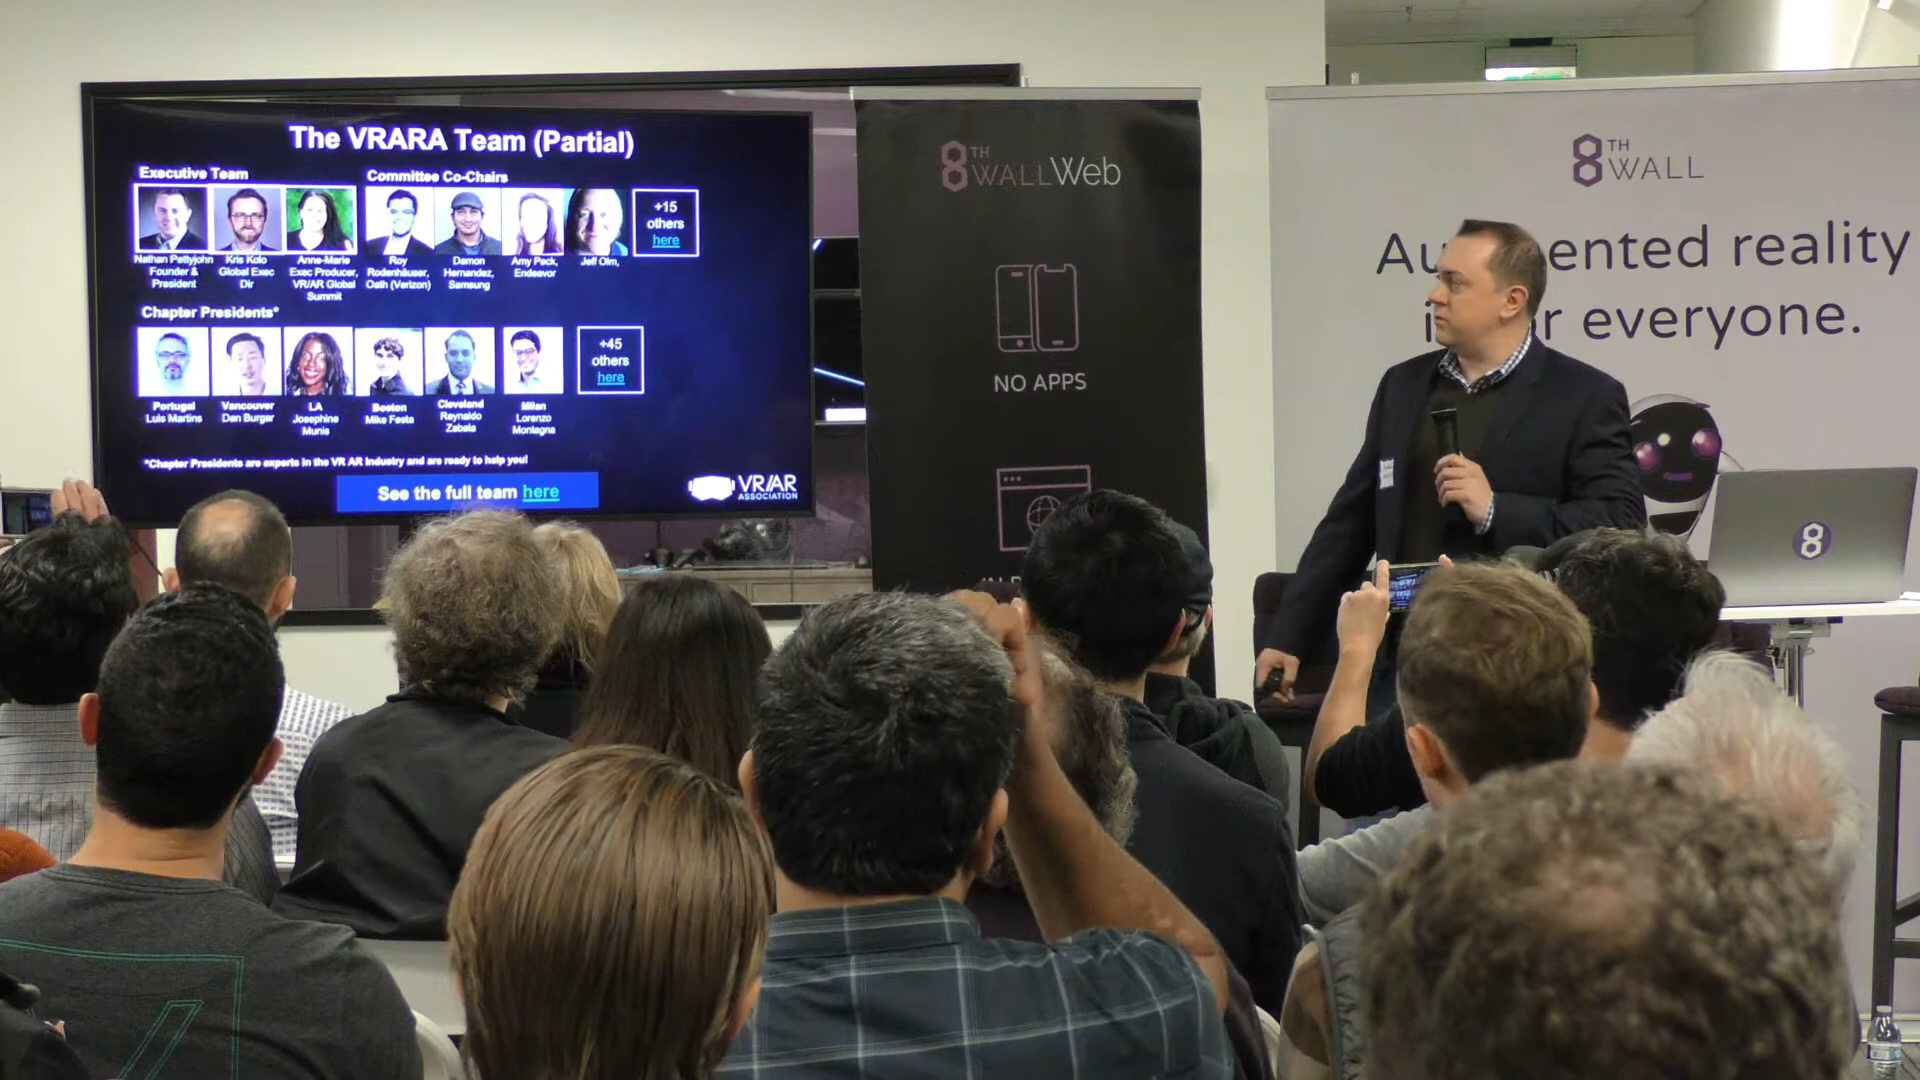 The VRARA Team (Partial)
Executive Team
Committee Co-Chairs
Nathan Pettyjohn
Founder &
President
Kris Kolo
Global Exec
Dir
Anne-Marie
Exec Producer,
VR/AR Global
Summit
Roy
Rodenhäuser,
Oath (Verizon)
Damon
Hernandez,
Samsung
Amy Peck,
Endeavor
Jeff Olm,
+15
others
here
Chapter Presidents*
Portugal
Luis Martins
Vancouver
Dan Burgar
LA
Josephine
Munis
Boston
Mike Festa
Cleveland
Reynaldo
Zabala
Milan
Lorenzo
Montagna
+45
others
here
*Chapter Presidents are experts in the VR AR industry and are ready to help you!
See the full team here
VR/AR
ASSOCIATION
8TH
WALL Web
NO APPS
8TH
WALL
reality
everyone.
8